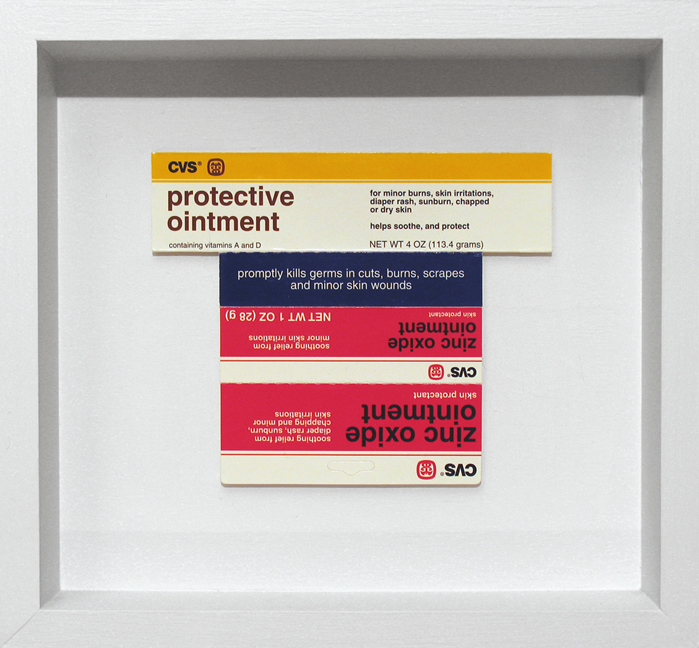 CVS®
protective
ointment
containing vitamins A and D
for minor burns, skin irritations,
diaper rash, sunburn, chapped
or dry skin
helps soothe, and protect
NET WT 4 OZ (113.4 grams)
promptly kills germs in cuts, burns, scrapes
and minor skin wounds
CVS®
zinc oxide
ointment
skin protectant
soothing relief from
minor skin irritations
NET WT 1 OZ (28 g)
CVS®
zinc oxide
ointment
skin protectant
soothing relief from
diaper rash, sunburn,
chapping and minor
skin irritations